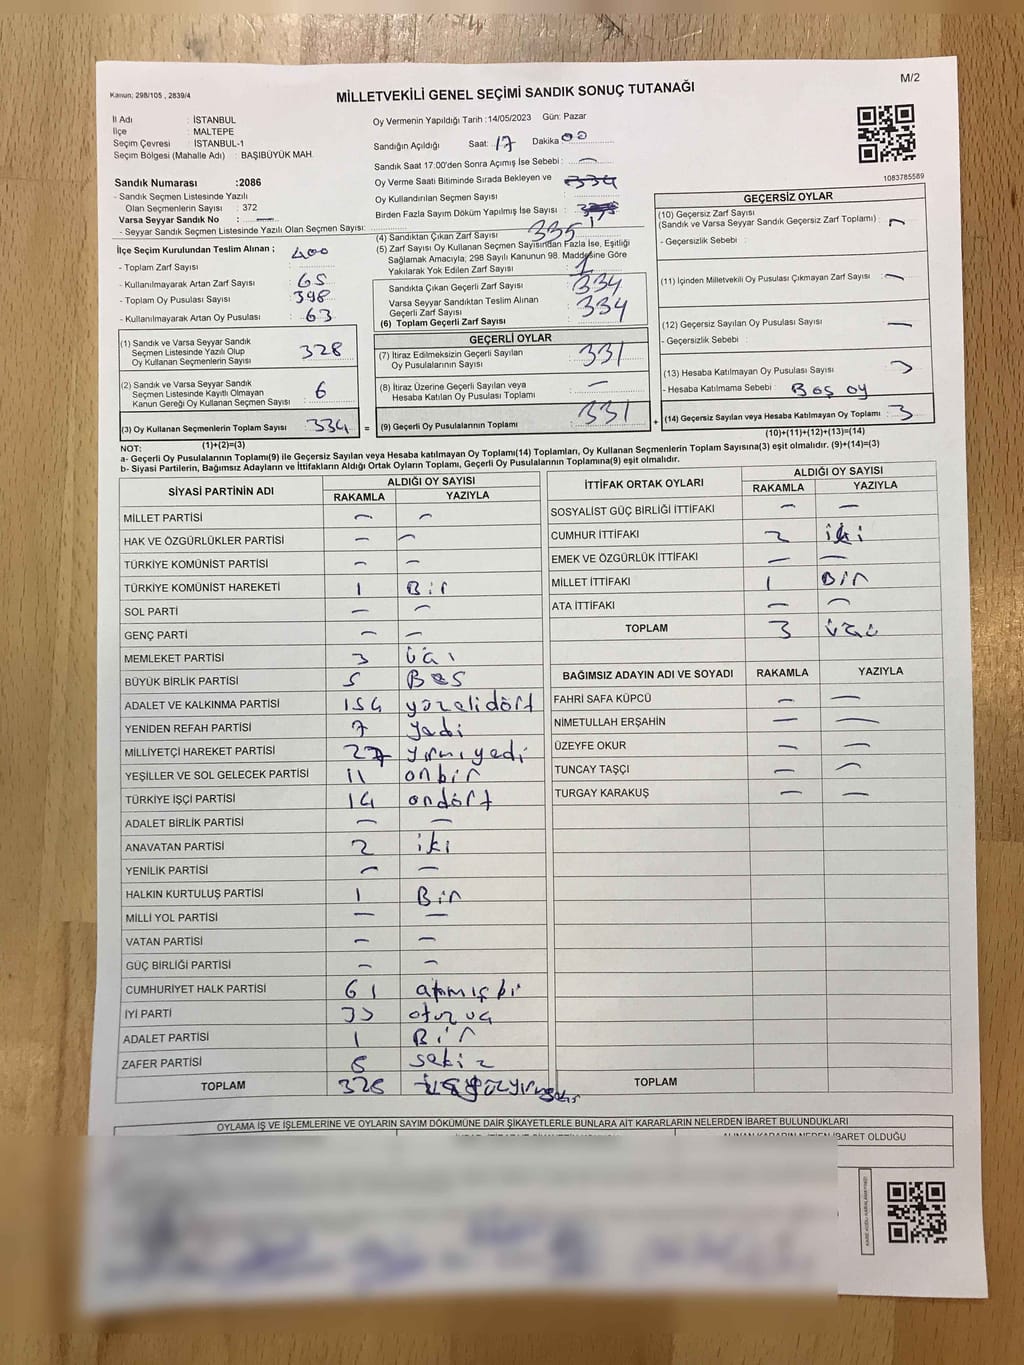 M/2
Kanun; 298/105 , 2839/4
MİLLETVEKİLİ GENEL SEÇİMİ SANDIK SONUÇ TUTANAĞI
İl Adı : İSTANBUL
İlçe : MALTEPE
Seçim Çevresi : İSTANBUL-1
Seçim Bölgesi (Mahalle Adı) : BAŞIBÜYÜK MAH.
Sandık Numarası :2086
- Sandık Seçmen Listesinde Yazılı
Olan Seçmenlerin Sayısı : 372
Varsa Seyyar Sandık No : —
- Seyyar Sandık Seçmen Listesinde Yazılı Olan Seçmen Sayısı:
İlçe Seçim Kurulundan Teslim Alınan ; 400
- Toplam Zarf Sayısı :
- Kullanılmayarak Artan Zarf Sayısı : 65
- Toplam Oy Pusulası Sayısı : 398
- Kullanılmayarak Artan Oy Pusulası : 63
(1) Sandık ve Varsa Seyyar Sandık
Seçmen Listesinde Yazılı Olup
Oy Kullanan Seçmenlerin Sayısı : 328
(2) Sandık ve Varsa Seyyar Sandık
Seçmen Listesinde Kayıtlı Olmayan
Kanun Gereği Oy Kullanan Seçmen Sayısı : 6
(3) Oy Kullanan Seçmenlerin Toplam Sayısı : 334 =
(1)+(2)=(3)
Oy Vermenin Yapıldığı Tarih :14/05/2023 Gün: Pazar
Sandığın Açıldığı Saat: 17 Dakika: 00
Sandık Saat 17:00'den Sonra Açımış İse Sebebi : —
Oy Verme Saati Bitiminde Sırada Bekleyen ve
Oy Kullandırılan Seçmen Sayısı : 334
Birden Fazla Sayım Döküm Yapılmış İse Sayısı :
(4) Sandıktan Çıkan Zarf Sayısı 335
(5) Zarf Sayısı Oy Kullanan Seçmen Sayısından Fazla İse, Eşitliği
Sağlamak Amacıyla; 298 Sayılı Kanunun 98. Maddesine Göre
Yakılarak Yok Edilen Zarf Sayısı : 1
Sandıkta Çıkan Geçerli Zarf Sayısı : 334
Varsa Seyyar Sandıktan Teslim Alınan
Geçerli Zarf Sayısı : 334
(6) Toplam Geçerli Zarf Sayısı :
GEÇERLİ OYLAR
(7) İtiraz Edilmeksizin Geçerli Sayılan
Oy Pusulasının Sayısı : 331
(8) İtiraz Üzerine Geçerli Sayılan veya
Hesaba Katılan Oy Pusulası Toplamı : —
(9) Geçerli Oy Pusulalarının Toplamı : 331 +
1083785589
GEÇERSİZ OYLAR
(10) Geçersiz Zarf Sayısı
(Sandık ve Varsa Seyyar Sandık Geçersiz Zarf Toplamı) : —
- Geçersizlik Sebebi :
(11) İçinden Milletvekili Oy Pusulası Çıkmayan Zarf Sayısı : —
(12) Geçersiz Sayılan Oy Pusulası Sayısı : —
- Geçersizlik Sebebi :
(13) Hesaba Katılmayan Oy Pusulası Sayısı : 3
- Hesaba Katılmama Sebebi : Boş oy
(14) Geçersiz Sayılan veya Hesaba Katılmayan Oy Toplamı : 3
(10)+(11)+(12)+(13)=(14)
NOT:
a- Geçerli Oy Pusulalarının Toplamı(9) ile Geçersiz Sayılan veya Hesaba katılmayan Oy Toplamı(14) Toplamları, Oy Kullanan Seçmenlerin Toplam Sayısına(3) eşit olmalıdır. (9)+(14)=(3)
b- Siyasi Partilerin, Bağımsız Adayların ve İttifakların Aldığı Ortak Oyların Toplamı, Geçerli Oy Pusulalarının Toplamına(9) eşit olmalıdır.
SİYASİ PARTİNİN ADI ALDIĞI OY SAYISI
RAKAMLA YAZIYLA
MİLLET PARTİSİ — —
HAK VE ÖZGÜRLÜKLER PARTİSİ — —
TÜRKİYE KOMÜNİST PARTİSİ — —
TÜRKİYE KOMÜNİST HAREKETİ 1 Bir
SOL PARTİ — —
GENÇ PARTİ — —
MEMLEKET PARTİSİ 3 üç
BÜYÜK BİRLİK PARTİSİ 5 Beş
ADALET VE KALKINMA PARTİSİ 154 yüzelidört
YENİDEN REFAH PARTİSİ 7 yedi
MİLLİYETÇİ HAREKET PARTİSİ 27 yirmiyedi
YEŞİLLER VE SOL GELECEK PARTİSİ 11 onbir
TÜRKİYE İŞÇİ PARTİSİ 14 ondört
ADALET BİRLİK PARTİSİ — —
ANAVATAN PARTİSİ 2 iki
YENİLİK PARTİSİ — —
HALKIN KURTULUŞ PARTİSİ 1 Bir
MİLLİ YOL PARTİSİ — —
VATAN PARTİSİ — —
GÜÇ BİRLİĞİ PARTİSİ — —
CUMHURİYET HALK PARTİSİ 61 atmışbi
İYİ PARTİ 33 otuzuç
ADALET PARTİSİ 1 Bir
ZAFER PARTİSİ 8 sekiz
TOPLAM 328
İTTİFAK ORTAK OYLARI ALDIĞI OY SAYISI
RAKAMLA YAZIYLA
SOSYALİST GÜÇ BİRLİĞİ İTTİFAKI — —
CUMHUR İTTİFAKI 2 iki
EMEK VE ÖZGÜRLÜK İTTİFAKI — —
MİLLET İTTİFAKI 1 Bir
ATA İTTİFAKI — —
TOPLAM 3 üç
BAĞIMSIZ ADAYIN ADI VE SOYADI RAKAMLA YAZIYLA
FAHRİ SAFA KÜPCÜ — —
NİMETULLAH ERŞAHİN — —
ÜZEYFE OKUR — —
TUNCAY TAŞÇI — —
TURGAY KARAKUŞ — —
TOPLAM
OYLAMA İŞ VE İŞLEMLERİNE VE OYLARIN SAYIM DÖKÜMÜNE DAİR ŞİKAYETLERLE BUNLARA AİT KARARLARIN NELERDEN İBARET BULUNDUKLARI
ALINAN KARARIN NEDEN İBARET OLDUĞU